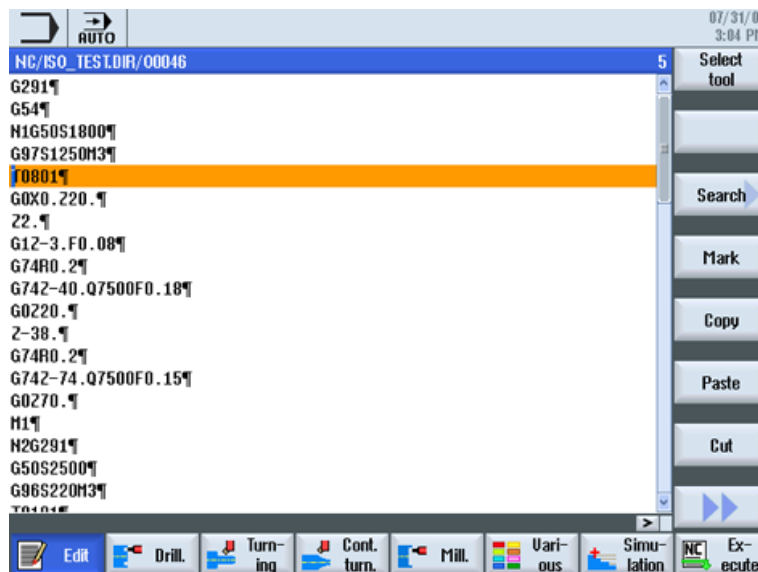 07/31/0
3:04 PM
AUTO
NC/ISO_TEST.DIR/00046 5
G291¶
G54¶
N1G50S1800¶
G97S1250M3¶
T0801¶
G0X0.Z20.¶
Z2.¶
G1Z-3.F0.08¶
G74R0.2¶
G74Z-40.Q7500F0.18¶
G0Z20.¶
Z-38.¶
G74R0.2¶
G74Z-74.Q7500F0.15¶
G0Z70.¶
M1¶
N2G291¶
G50S2500¶
G96S220M3¶
Select
tool
Search
Mark
Copy
Paste
Cut
Edit
Drill.
Turn-
ing
Cont.
turn.
Mill.
Vari-
ous
Simu-
lation
NC
Ex-
ecute